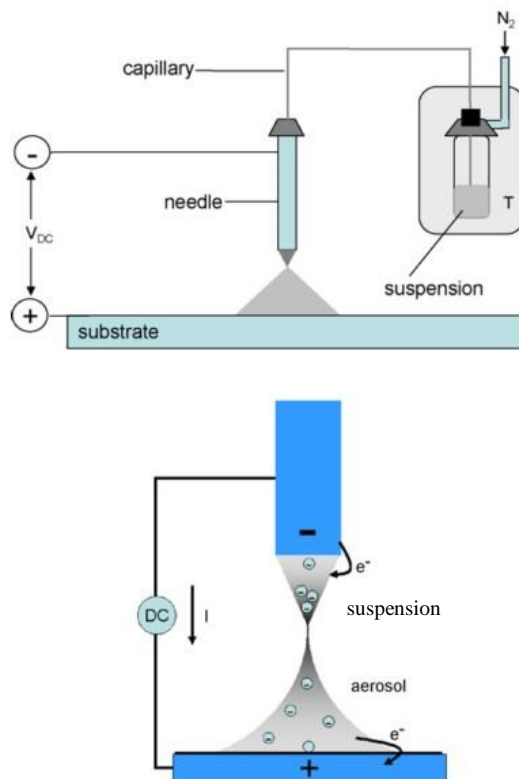 N2
capillary
-
needle
T
VDC
suspension
+
substrate
-
e-
DC
I
suspension
aerosol
e-
+